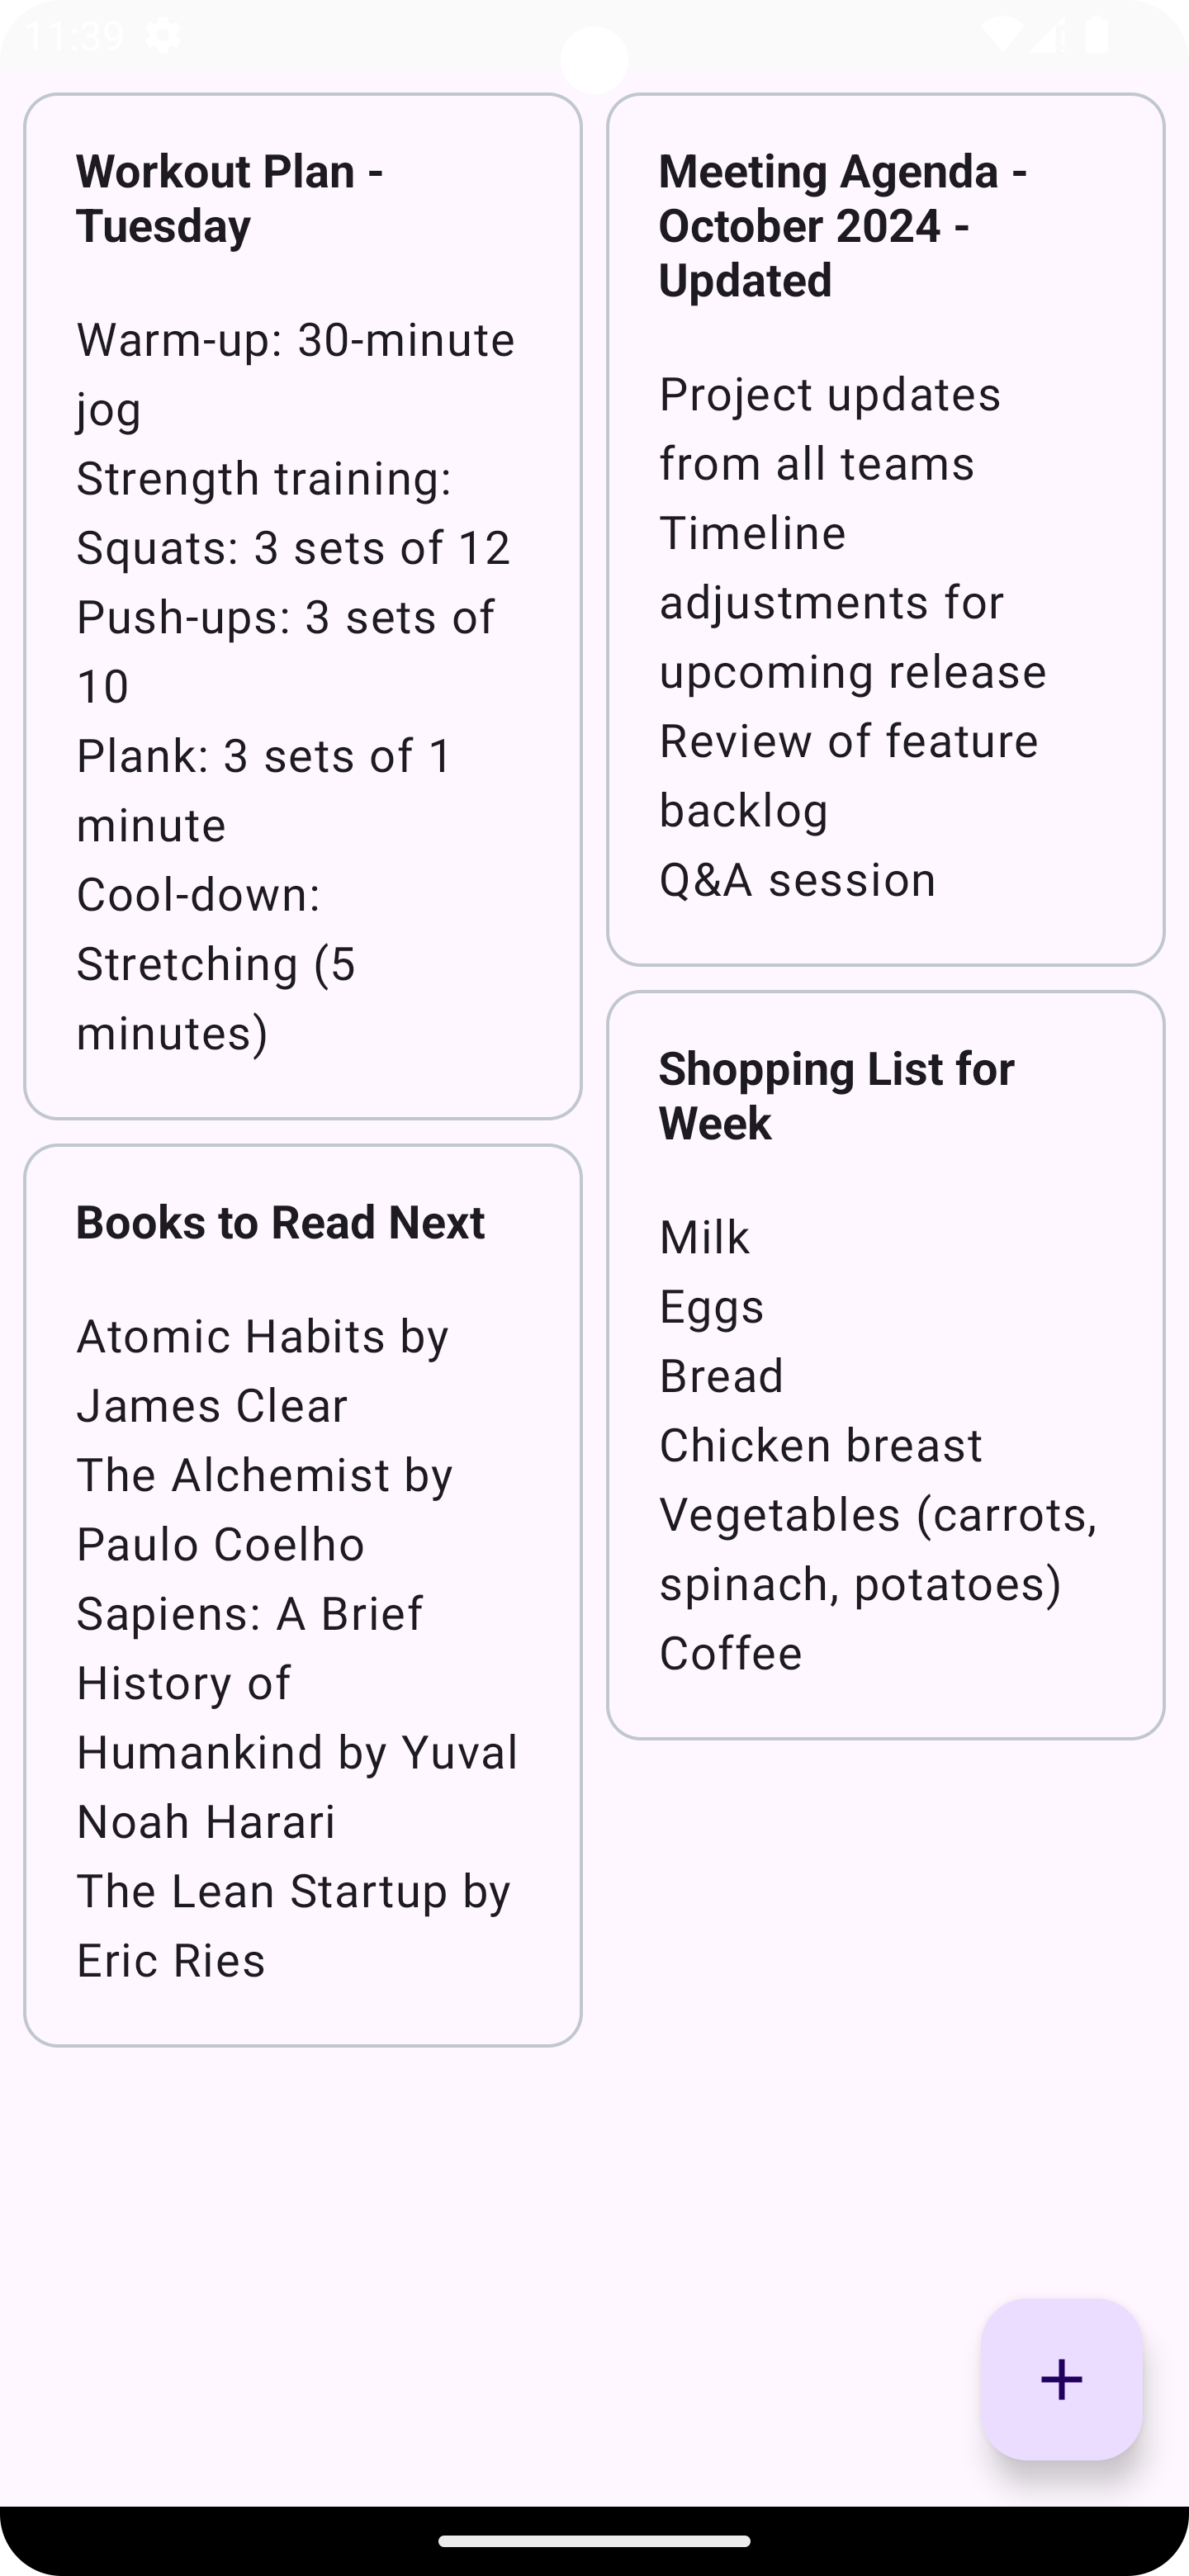 11:39
Workout Plan -
Tuesday
Warm-up: 30-minute
jog
Strength training:
Squats: 3 sets of 12
Push-ups: 3 sets of
10
Plank: 3 sets of 1
minute
Cool-down:
Stretching (5
minutes)
Meeting Agenda -
October 2024 -
Updated
Project updates
from all teams
Timeline
adjustments for
upcoming release
Review of feature
backlog
Q&A session
Books to Read Next
Atomic Habits by
James Clear
The Alchemist by
Paulo Coelho
Sapiens: A Brief
History of
Humankind by Yuval
Noah Harari
The Lean Startup by
Eric Ries
Shopping List for
Week
Milk
Eggs
Bread
Chicken breast
Vegetables (carrots,
spinach, potatoes)
Coffee